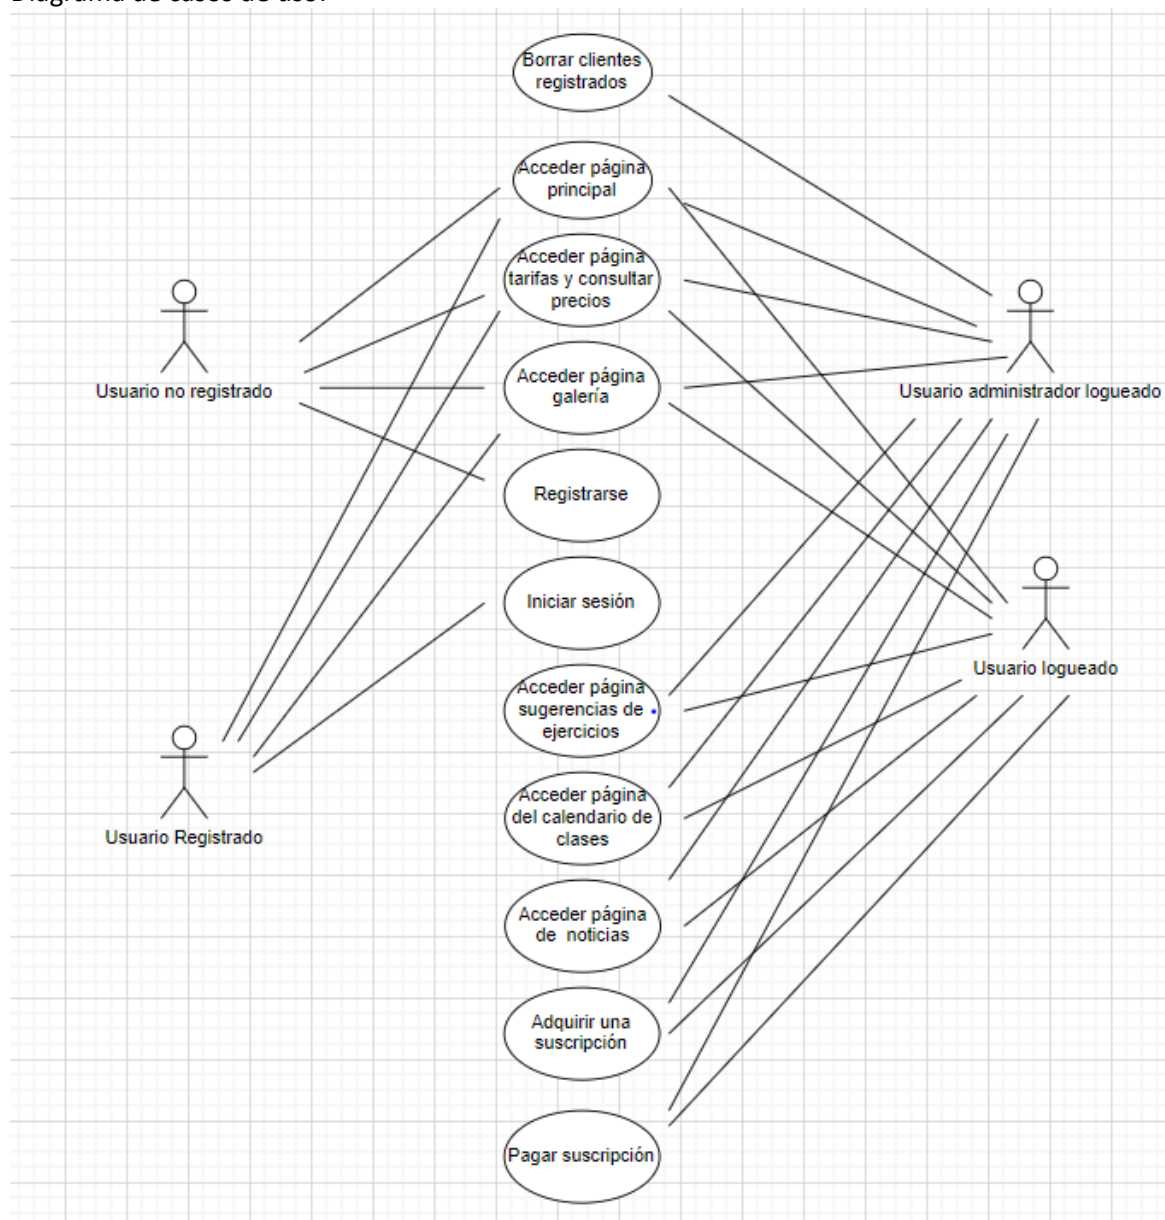 Diagrama de casos de uso:
Borrar clientes
registrados
Acceder página
principal
Acceder página
tarifas y consultar
precios
Usuario no registrado
Acceder página
galería
Usuario administrador logueado
Registrarse
Iniciar sesión
Usuario logueado
Acceder página
sugerencias de
ejercicios
Usuario Registrado
Acceder página
del calendario de
clases
Acceder página
de noticias
Adquirir una
suscripción
Pagar suscripción